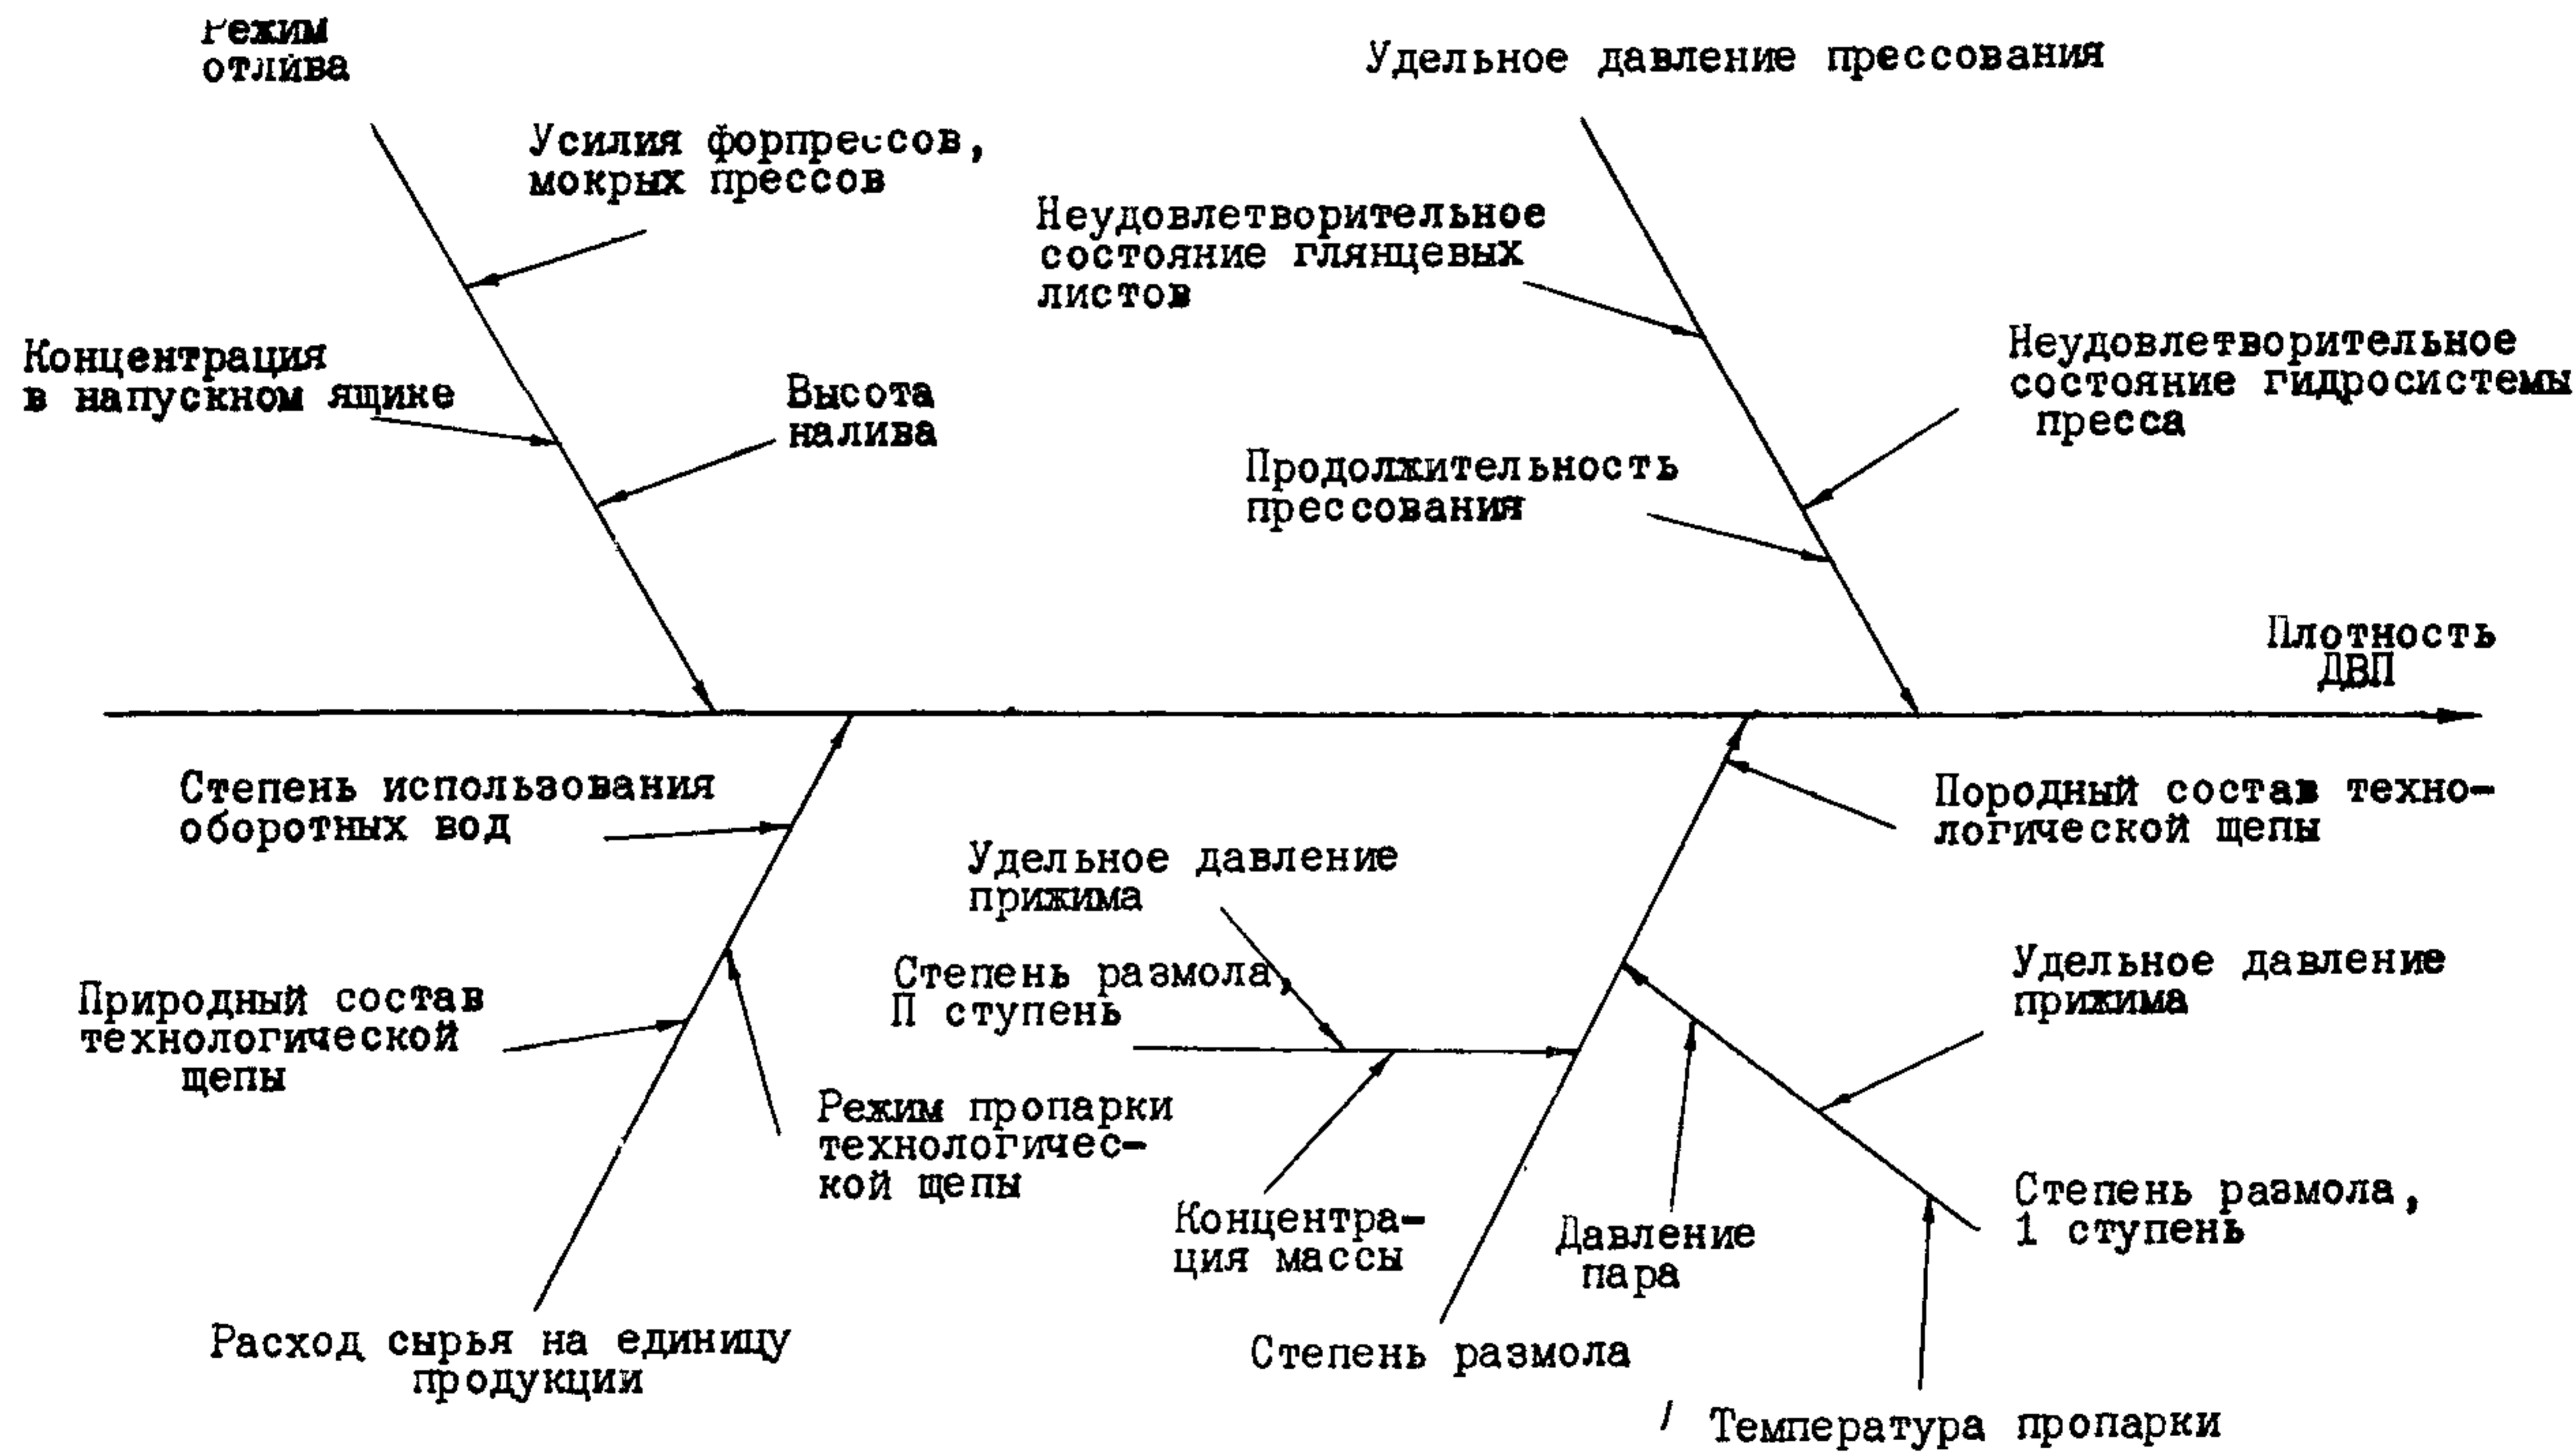 Режим
отлива
Удельное давление прессования
Усилия форпрессов,
мокрых прессов
Неудовлетворительное
состояние глянцевых
листов
Концентрация
в напускном ящике
Высота
налива
Неудовлетворительное
состояние гидросистемы
пресса
Продолжительность
прессования
Плотность
ДВП
Степень использования
оборотных вод
Породный состав техно-
логической щепы
Удельное давление
прижима
Степень размола,
П ступень
Природный состав
технологической
щепы
Удельное давление
прижима
Режим пропарки
технологичес-
кой щепы
Концентра-
ция массы
Давление
пара
Степень размола,
1 ступень
Расход сырья на единицу
продукции
Степень размола
Температура пропарки